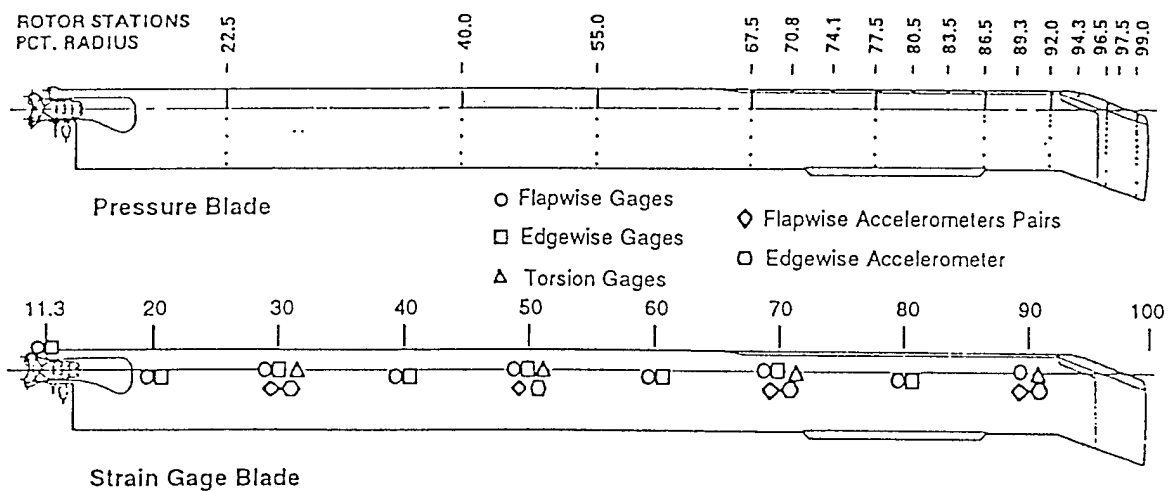 ROTOR STATIONS
PCT. RADIUS
22.5 40.0 55.0 67.5 70.8 74.1 77.5 80.5 83.5 86.5 89.3 92.0 94.3 96.5 97.5 99.0
Pressure Blade
Flapwise Gages
Edgewise Gages
Torsion Gages
Flapwise Accelerometers Pairs
Edgewise Accelerometer
11.3 20 30 40 50 60 70 80 90 100
Strain Gage Blade